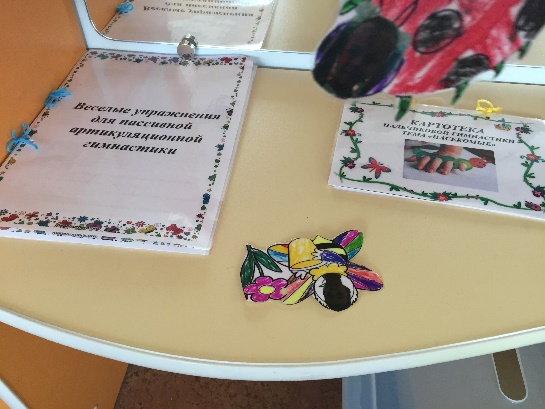 Веселые упражнения
для пассивной
артикуляционной
гимнастики
КАРТОТЕКА
ПАЛЬЧИКОВОЙ ГИМНАСТИКИ
ТЕМА «НАСЕКОМЫЕ»